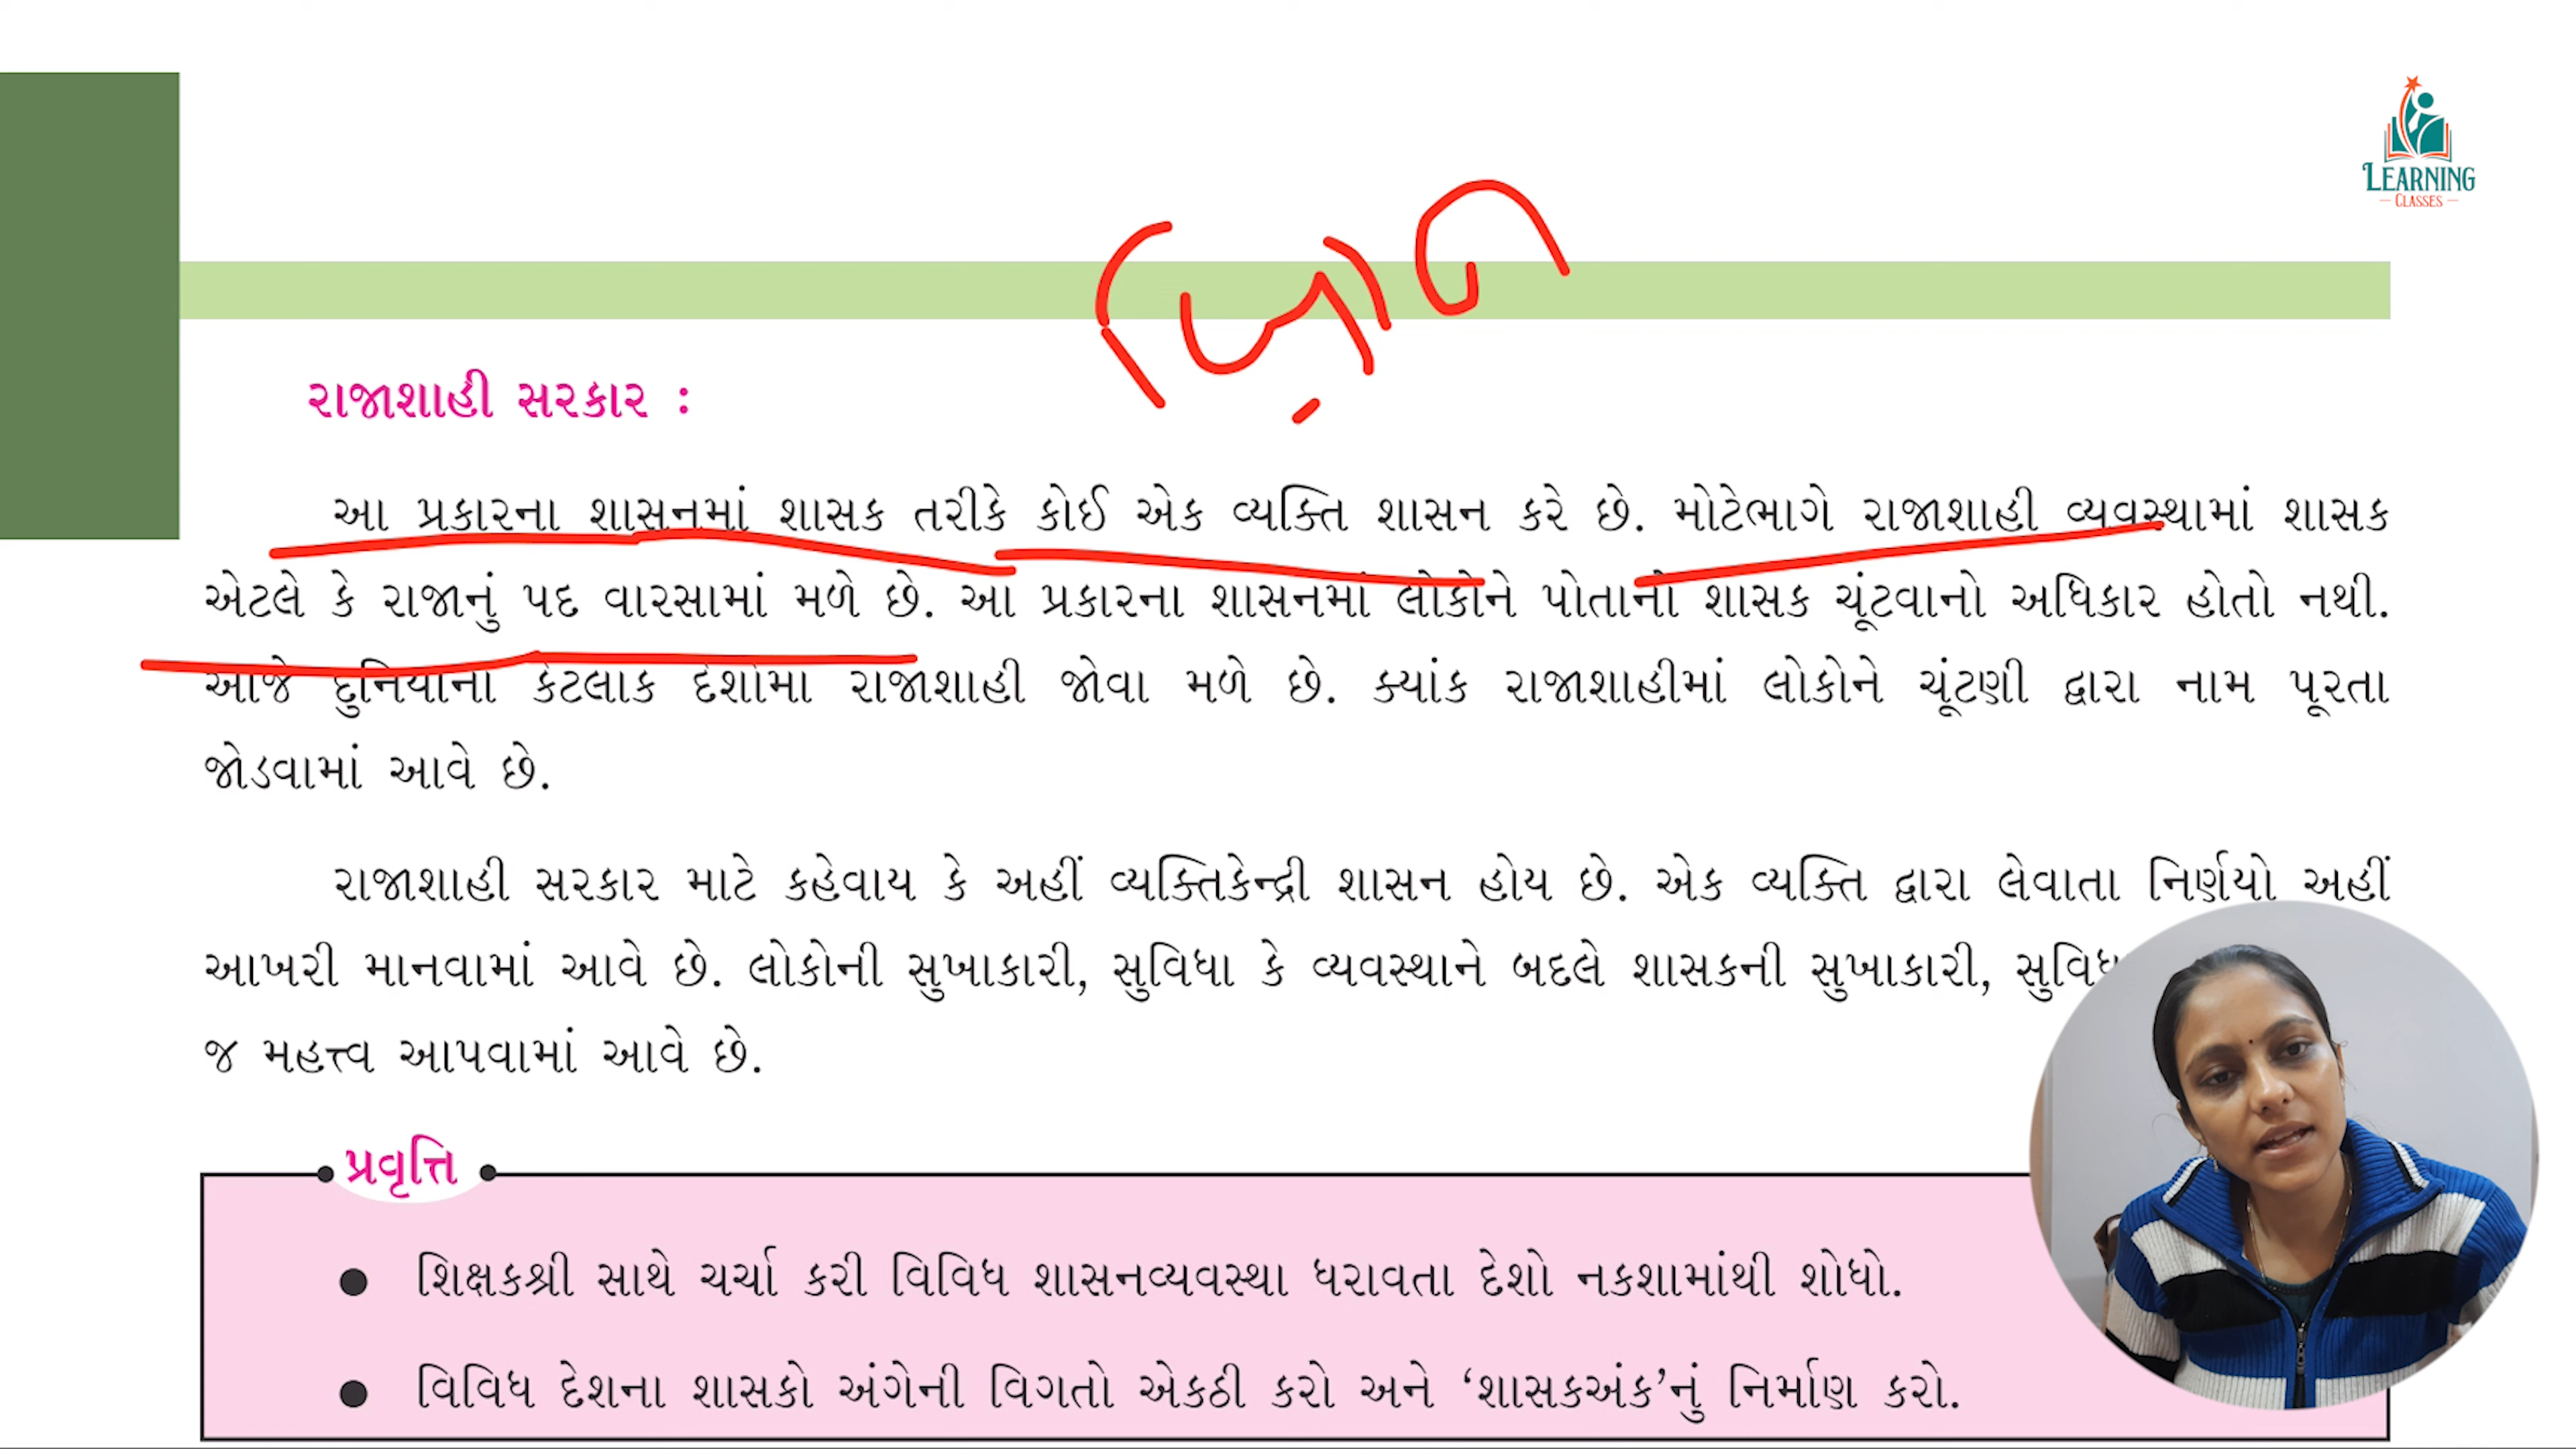 LEARNING
CLASSES
રાજાશાહી સરકાર :
આ પ્રકારના શાસનમાં શાસક તરીકે કોઈ એક વ્યક્તિ શાસન કરે છે. મોટેભાગે રાજાશાહી વ્યવસ્થામાં શાસક
એટલે કે રાજાનું પદ વારસામાં મળે છે. આ પ્રકારના શાસનમાં લોકોને પોતાનો શાસક ચૂંટવાનો અધિકાર હોતો નથી.
આજે દુનિયાના કેટલાક દેશોમાં રાજાશાહી જોવા મળે છે. ક્યાંક રાજાશાહીમાં લોકોને ચૂંટણી દ્વારા નામ પૂરતા
જોડવામાં આવે છે.
રાજાશાહી સરકાર માટે કહેવાય કે અહીં વ્યક્તિકેન્દ્રી શાસન હોય છે. એક વ્યક્તિ દ્વારા લેવાતા નિર્ણયો અહીં
આખરી માનવામાં આવે છે. લોકોની સુખાકારી, સુવિધા કે વ્યવસ્થાને બદલે શાસકની સુખાકારી,
જ મહત્ત્વ આપવામાં આવે છે.
પ્રવૃત્તિ
● શિક્ષકશ્રી સાથે ચર્ચા કરી વિવિધ શાસનવ્યવસ્થા ધરાવતા દેશો નકશામાંથી શોધો.
● વિવિધ દેશના શાસકો અંગેની વિગતો એકઠી કરો અને ‘શાસકઅંક’નું નિર્માણ કરો.